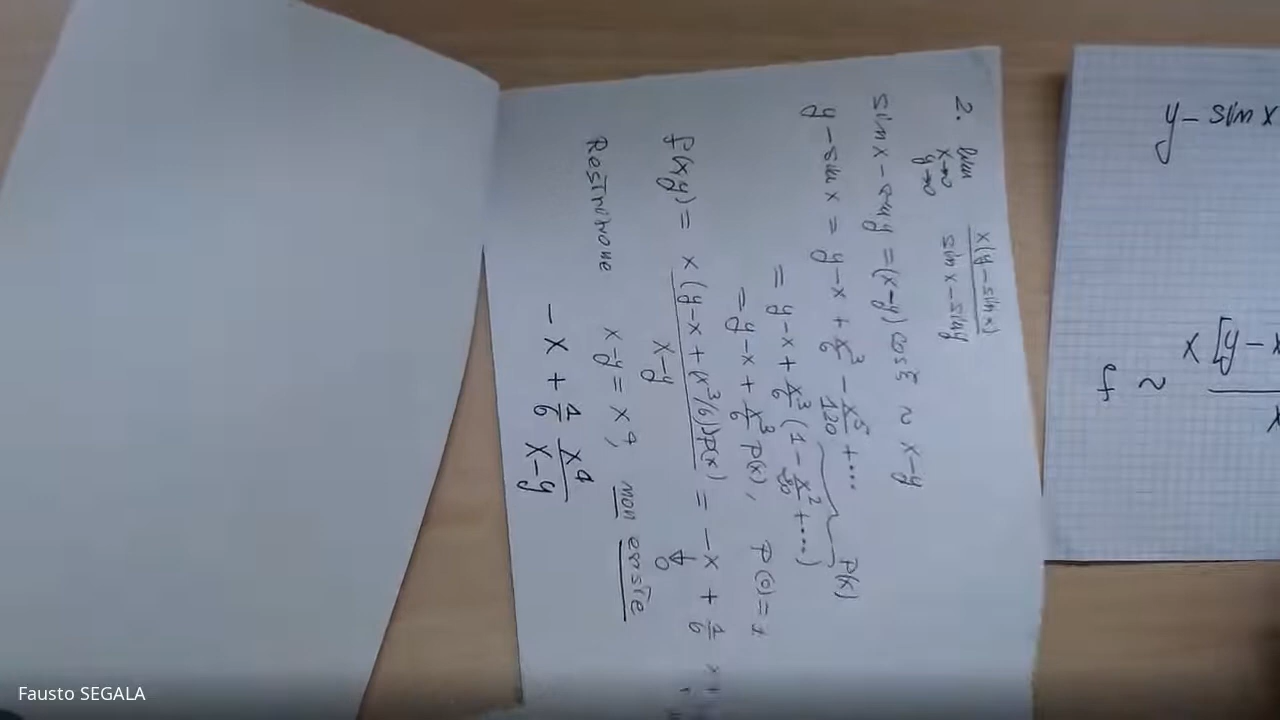 2. lim x→0 y→0 x(y-sin x) / sin x - sin y
sin x - sin y = (x-y) cos ξ ~ x-y
y - sin x = y - x + x³/6 - x⁵/120 + ....
= y - x + x³/6 (1 - x²/20 + ....) p(x)
= y - x + x³/6 p(x), p(0) = 1
f(x,y) = x (y-x + (x³/6) p(x)) / x-y = -x + 1/6
↓
0
Restrizione x-y = x⁴, non esiste
-x + 1/6 x⁴/x-y
y - sin x
- y] x
x
Fausto SEGALA